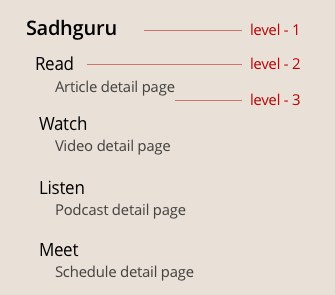 Sadhguru level - 1
Read level - 2
Article detail page
level - 3
Watch
Video detail page
Listen
Podcast detail page
Meet
Schedule detail page